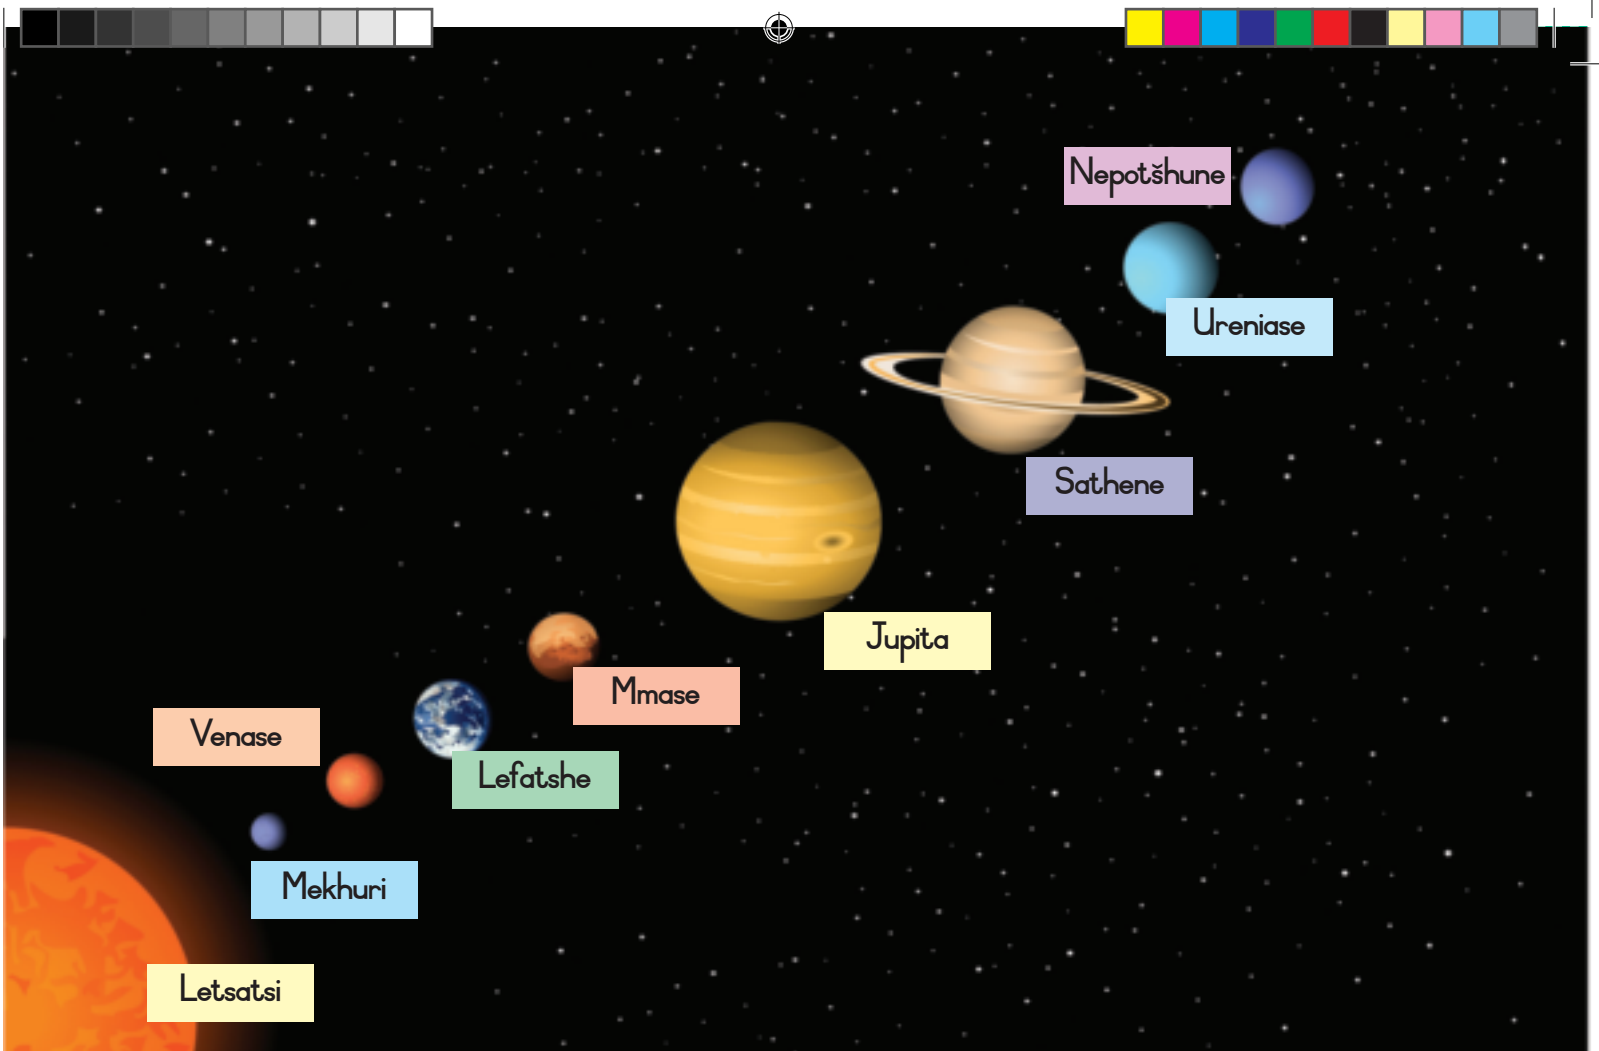 Nepotšhune
Ureniase
Sathene
Jupita
Mmase
Lefatshe
Venase
Mekhuri
Letsatsi